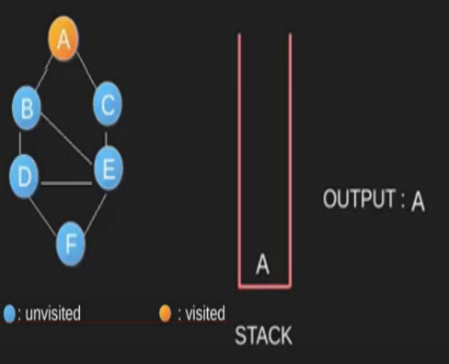 A
B
C
D
E
F
A
OUTPUT : A
: unvisited
: visited
STACK